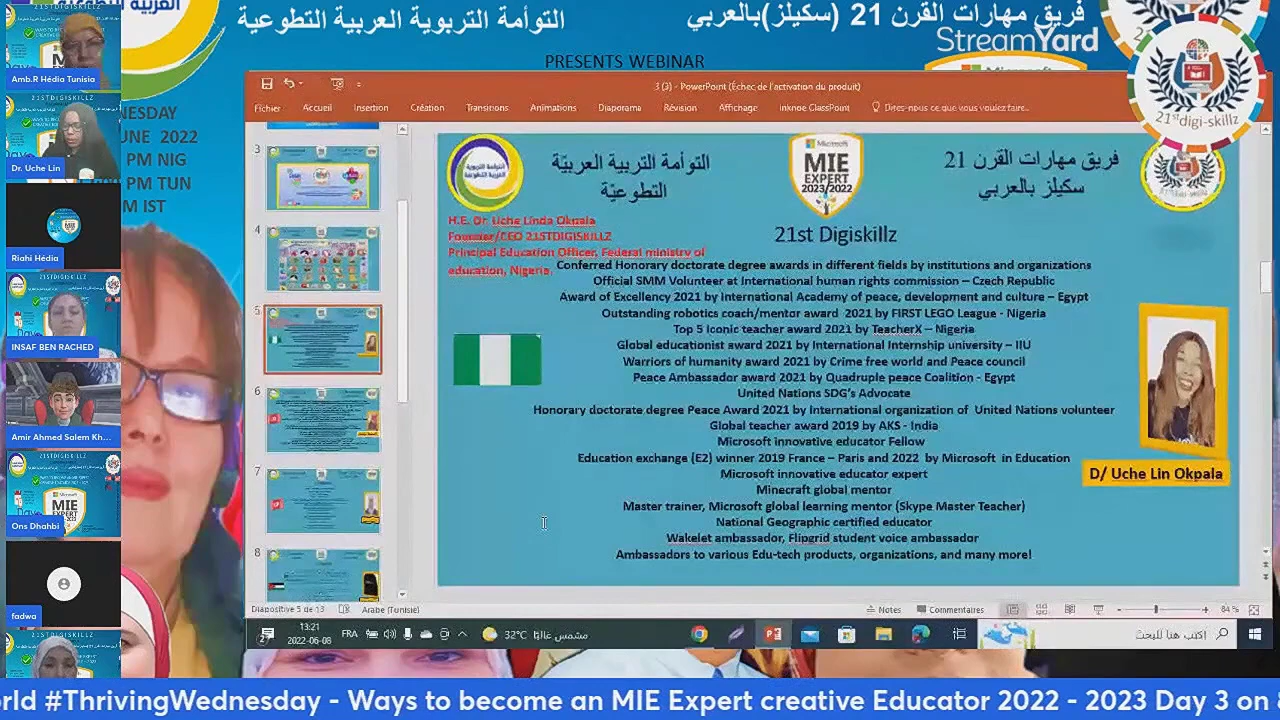 التوأمة التربوية العربية التطوعية
فريق مهارات القرن 21 (سكيلز)بالعربي
StreamYard
PRESENTS WEBINAR
21stdigi-skillz
NESDAY
JUNE 2022
PM NIG
PM TUN
M IST
Amb.R Hédia Tunisia
Dr. Uche Lin
Riahi Hédia
INSAF BEN RACHED
Amir Ahmed Salem Kh...
Ons Dhahbi
fadwa
3 (3) - PowerPoint (Échec de l'activation du produit)
Fichier
Accueil
Insertion
Création
Transitions
Animations
Diaporama
Révision
Affichage
Inknoe ClassPoint
Dites-nous ce que vous voulez faire.
3
4
5
6
7
8
التوأمة التربية العربيّة
التطوعيّة
Microsoft
MIE
EXPERT
2023/2022
فريق مهارات القرن 21
سكيلز بالعربي
21st Digiskillz
H.E. Dr. Uche Linda Okpala
Founder/CEO 21STDIGISKILLZ
Principal Education Officer, Federal ministry of
education, Nigeria.
Conferred Honorary doctorate degree awards in different fields by institutions and organizations
Official SMM Volunteer at International human rights commission – Czech Republic
Award of Excellency 2021 by International Academy of peace, development and culture – Egypt
Outstanding robotics coach/mentor award 2021 by FIRST LEGO League - Nigeria
Top 5 Iconic teacher award 2021 by TeacherX – Nigeria
Global educationist award 2021 by International Internship university – IIU
Warriors of humanity award 2021 by Crime free world and Peace council
Peace Ambassador award 2021 by Quadruple peace Coalition - Egypt
United Nations SDG's Advocate
Honorary doctorate degree Peace Award 2021 by International organization of United Nations volunteer
Global teacher award 2019 by AKS - India
Microsoft innovative educator Fellow
Education exchange (E2) winner 2019 France – Paris and 2022 by Microsoft in Education
Microsoft innovative educator expert
Minecraft global mentor
Master trainer, Microsoft global learning mentor (Skype Master Teacher)
National Geographic certified educator
Wakelet ambassador, Flipgrid student voice ambassador
Ambassadors to various Edu-tech products, organizations, and many more!
D/ Uche Lin Okpala
Diapositive 5 de 13
Arabe (Tunisie)
Notes
Commentaires
84 %
13:21
2022-06-08
FRA
32°C
مشمس غالبًا
اكتب هنا للبحث
orld #ThrivingWednesday - Ways to become an MIE Expert creative Educator 2022 - 2023 Day 3 on